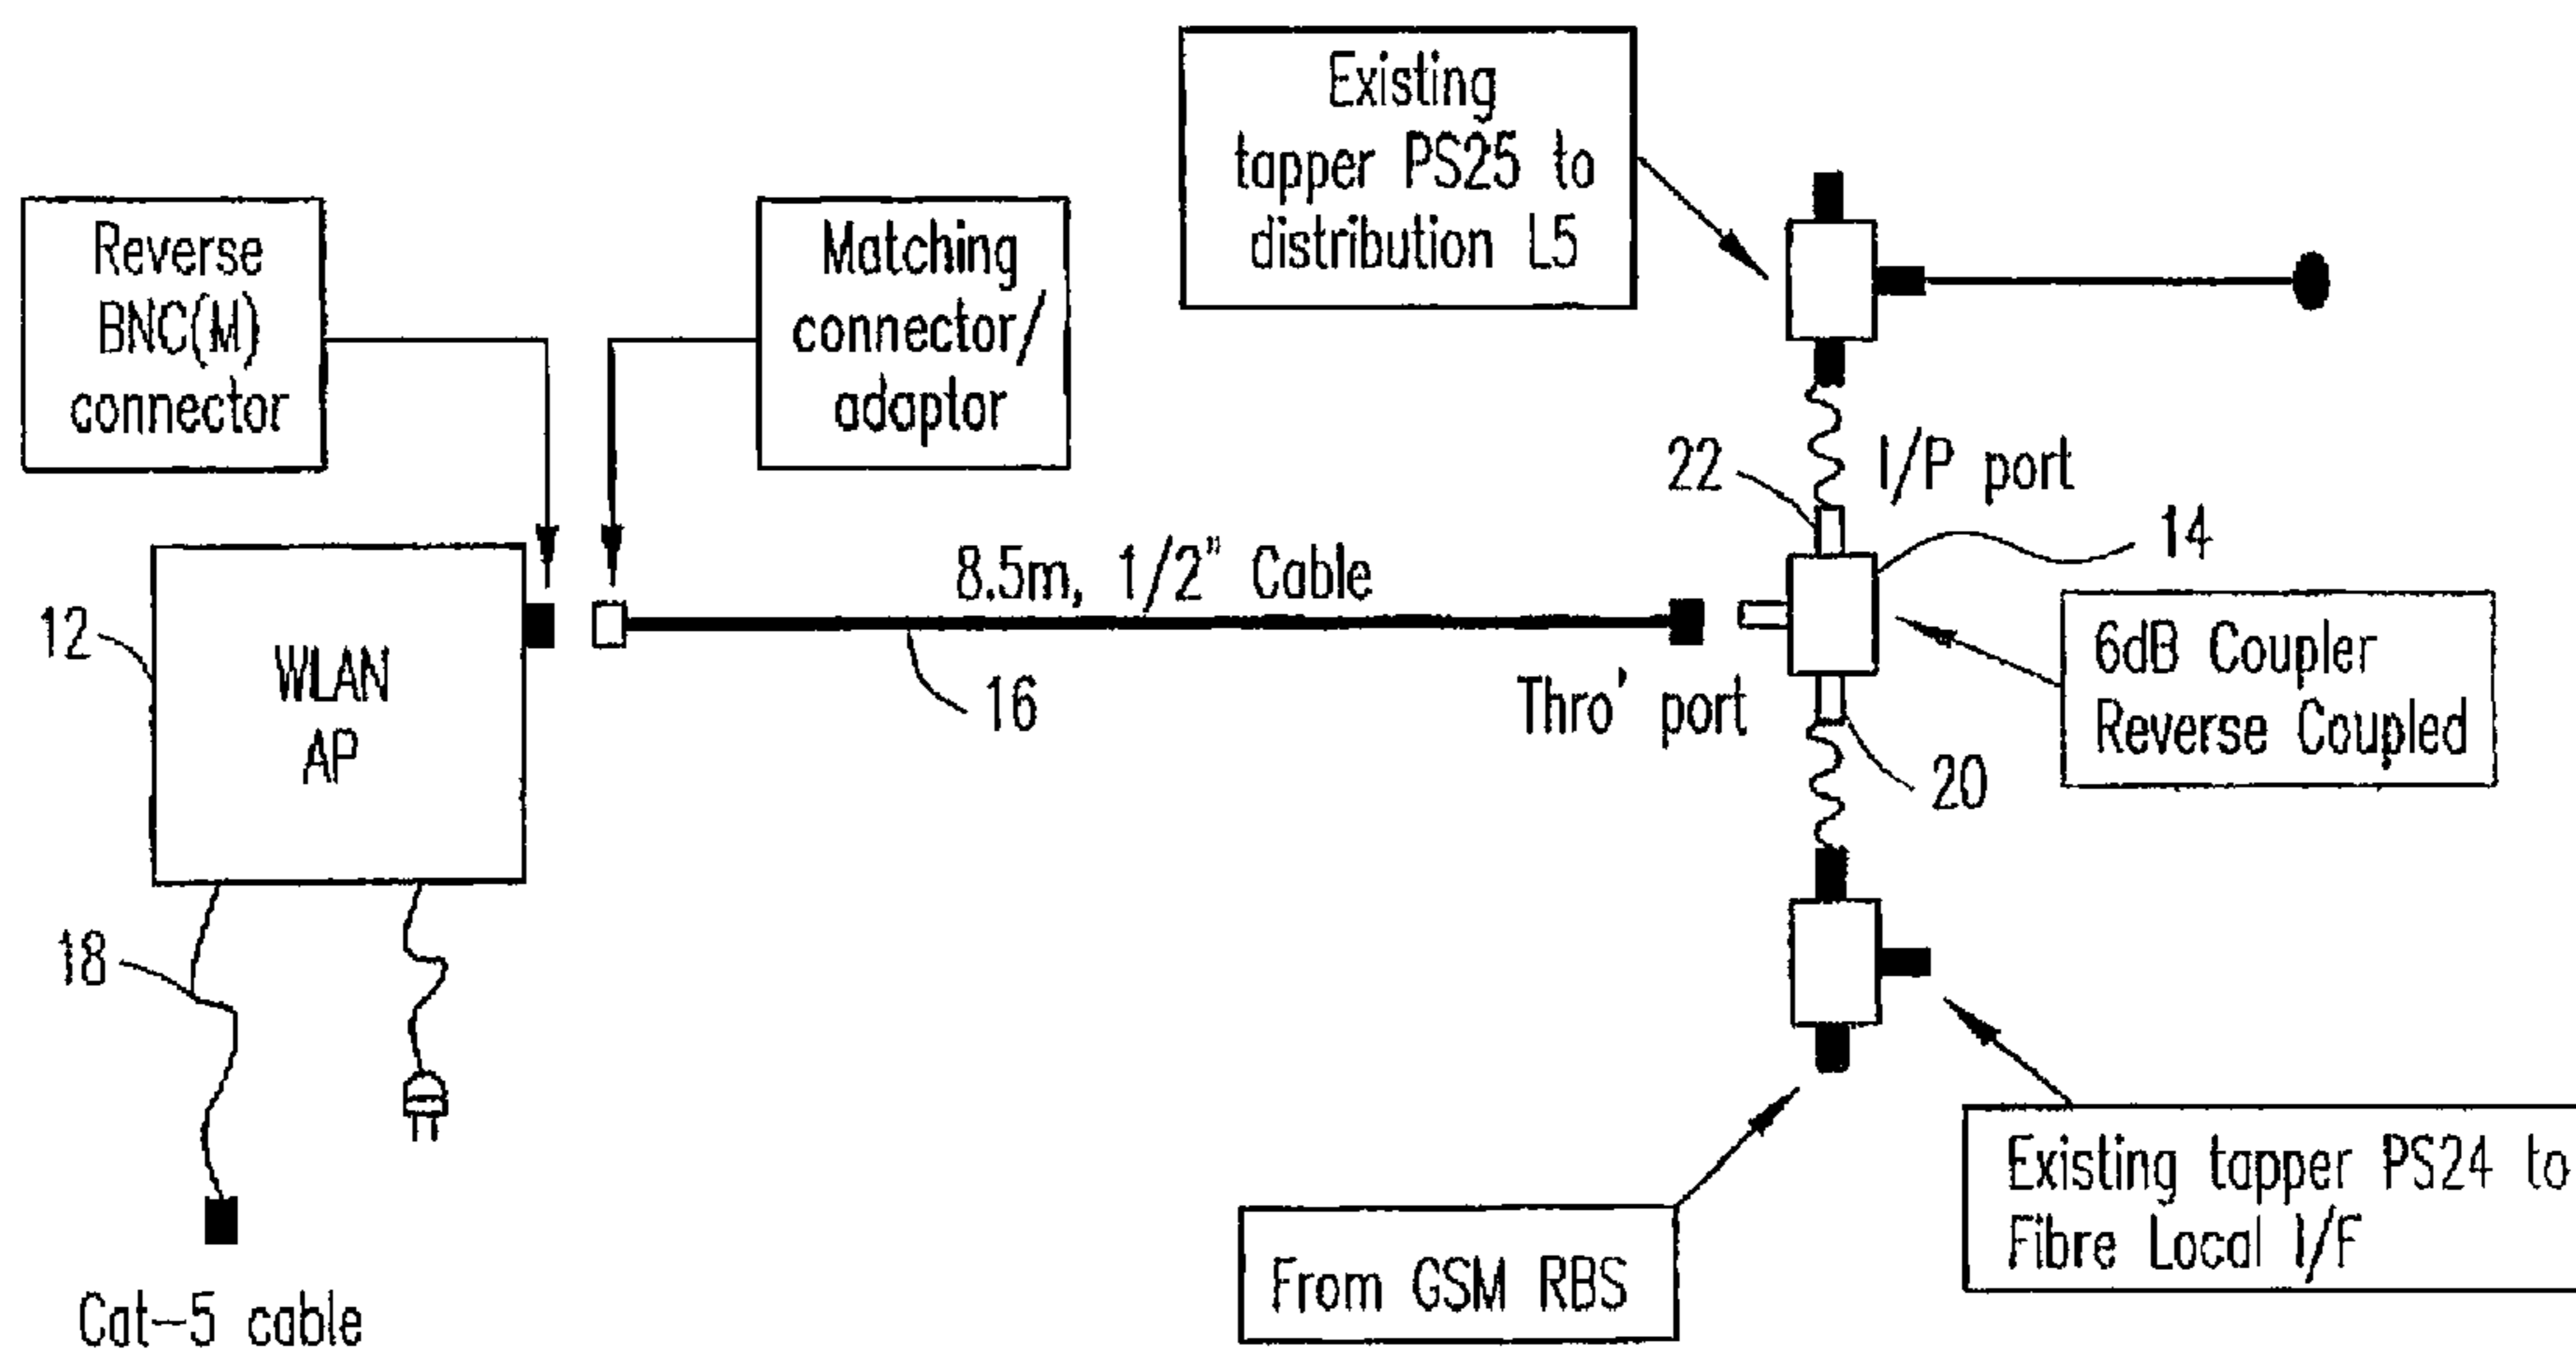 Existing
tapper PS25 to
distribution L5
Reverse
BNC(M)
connector
Matching
connector/
adaptor
22
I/P port
14
8.5m, 1/2" Cable
12
WLAN
AP
16
Thro' port
6dB Coupler
Reverse Coupled
20
18
Existing tapper PS24 to
Fibre Local I/F
From GSM RBS
Cat-5 cable